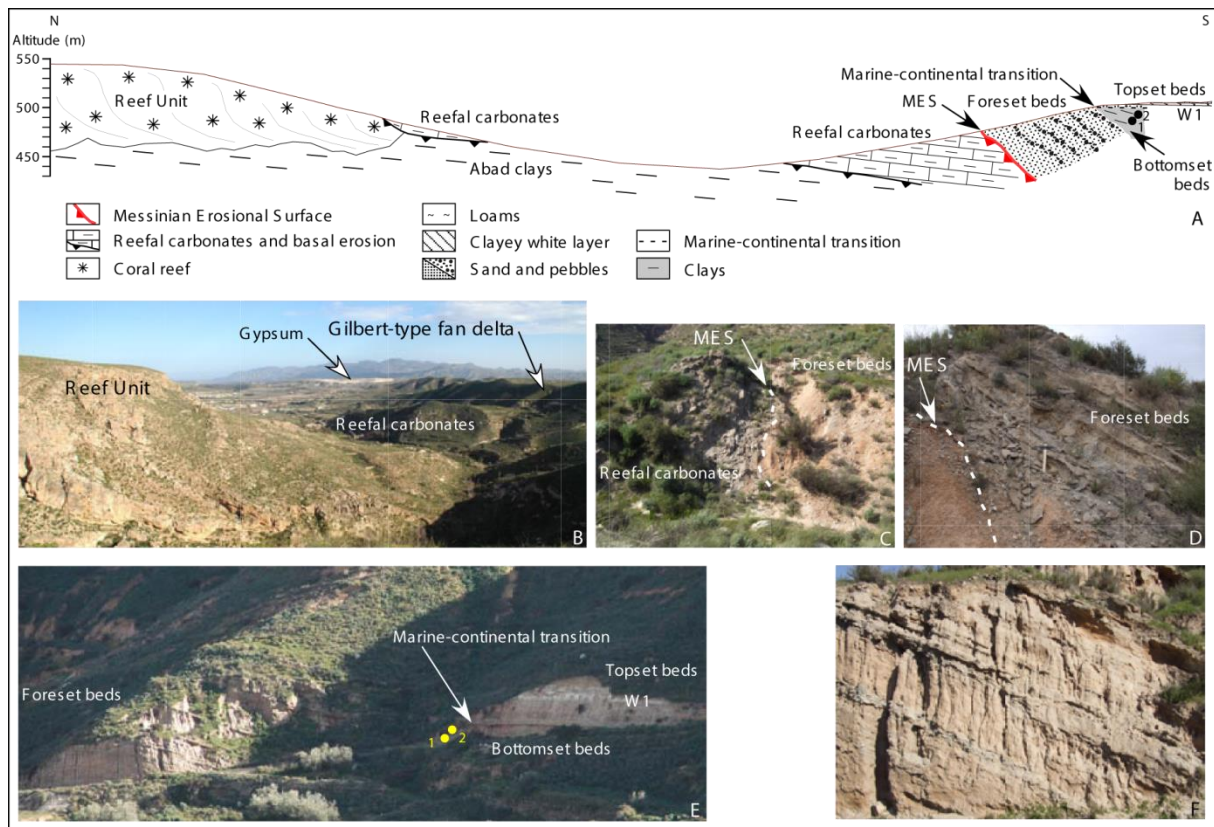 N
S
Altitude (m)
A
550
500
450
Reef Unit
Reefal carbonates
Abad clays
Reefal carbonates
MES
Foreset beds
Marine-continental transition
Topset beds
W1
2
1
Bottomset
beds
Messinian Erosional Surface
Loams
Reefal carbonates and basal erosion
Clayey white layer
Marine-continental transition
Coral reef
Sand and pebbles
Clays
Gypsum
Gilbert-type fan delta
Reef Unit
Reefal carbonates
B
MES
Foreset beds
Reefal carbonates
C
MES
Foreset beds
D
Marine-continental
transition
Topset beds
W1
Foreset beds
1
2
Bottomset beds
E
F